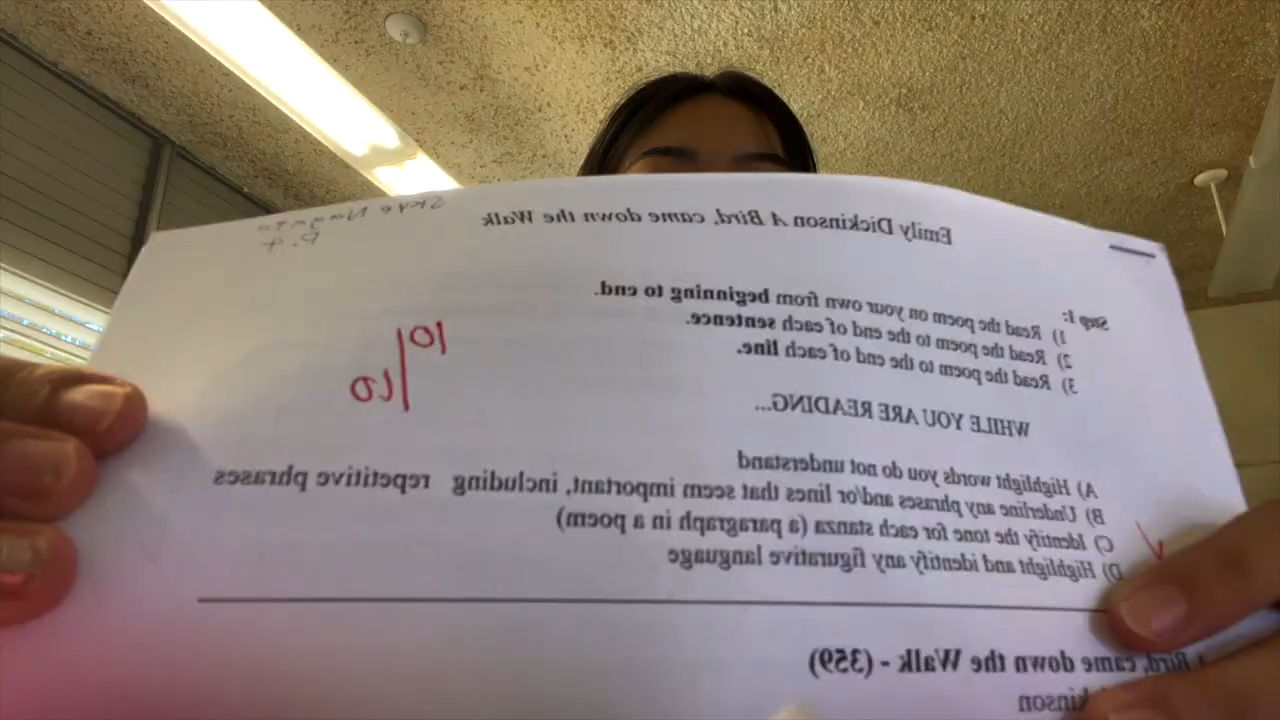 Skye Nagata
P.4
Emily Dickinson A Bird, came down the Walk
Step 1:
1) Read the poem on your own from beginning to end.
2) Read the poem to the end of each sentence.
3) Read the poem to the end of each line.
10/10
WHILE YOU ARE READING...
A) Highlight words you do not understand
B) Underline any phrases and/or lines that seem important, including repetitive phrases
C) Identify the tone for each stanza (a paragraph in a poem)
D) Highlight and identify any figurative language
Bird, came down the Walk - (359)